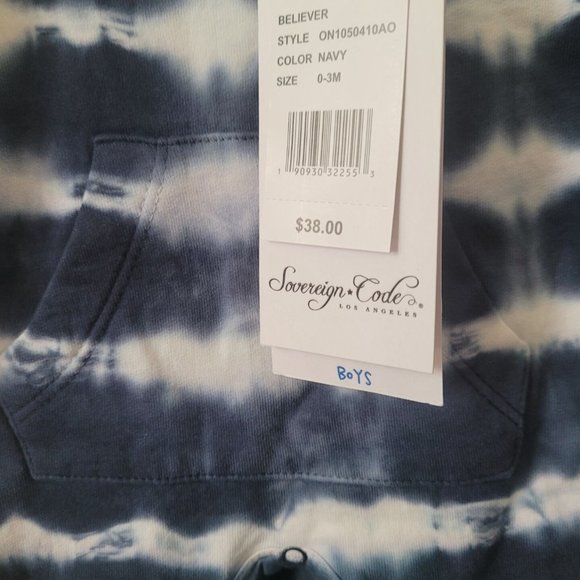 BELIEVER
STYLE ON1050410AO
COLOR NAVY
SIZE 0-3M
1 90930 32255 3
$38.00
Sovereign★Code®
LOS ANGELES
BOYS